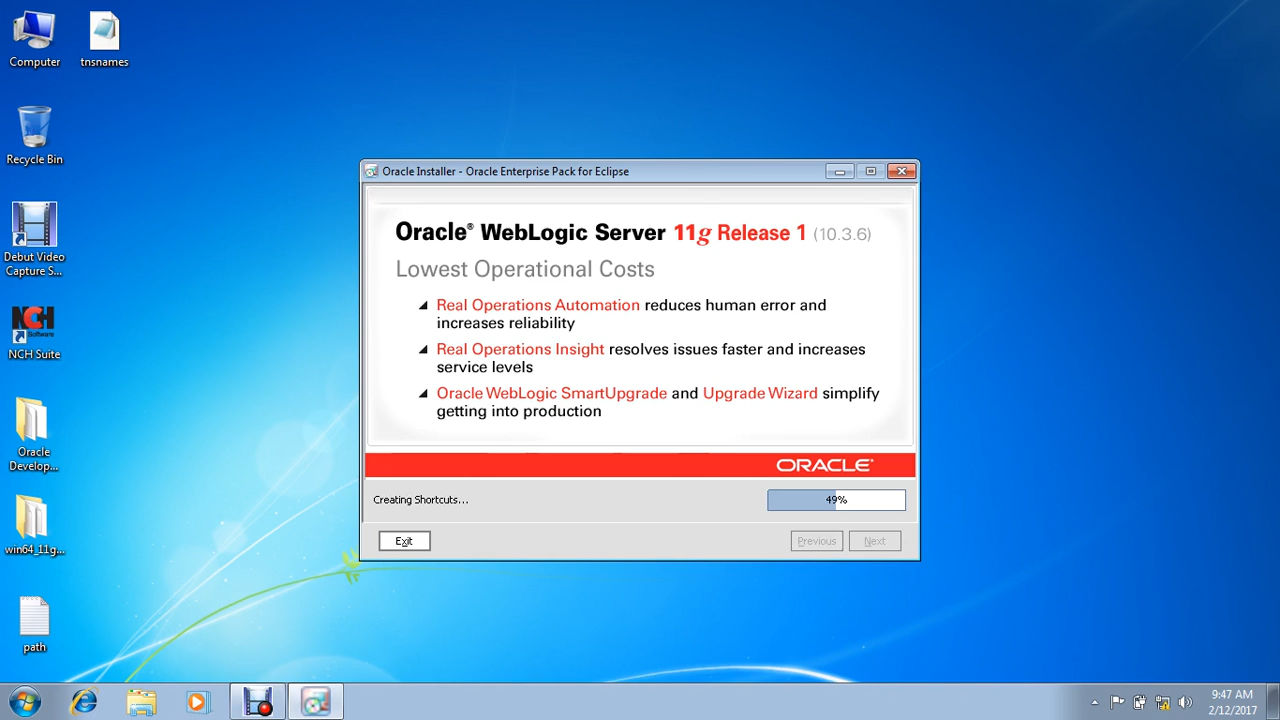 Computer
tnsnames
Recycle Bin
Debut Video
Capture S...
NCH
Software
NCH Suite
Oracle
Develop...
win64_11g...
path
Oracle Installer - Oracle Enterprise Pack for Eclipse
Oracle® WebLogic Server 11g Release 1 (10.3.6)
Lowest Operational Costs
Real Operations Automation reduces human error and
increases reliability
Real Operations Insight resolves issues faster and increases
service levels
Oracle WebLogic SmartUpgrade and Upgrade Wizard simplify
getting into production
ORACLE®
Creating Shortcuts...
49%
Exit
Previous
Next
9:47 AM
2/12/2017